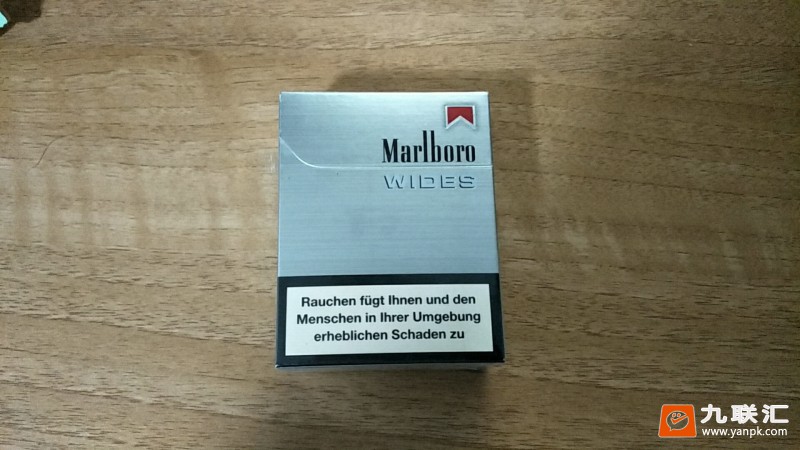 Marlboro
WIDES
Rauchen fügt Ihnen und den
Menschen in Ihrer Umgebung
erheblichen Schaden zu
九联汇
www.yanpk.com